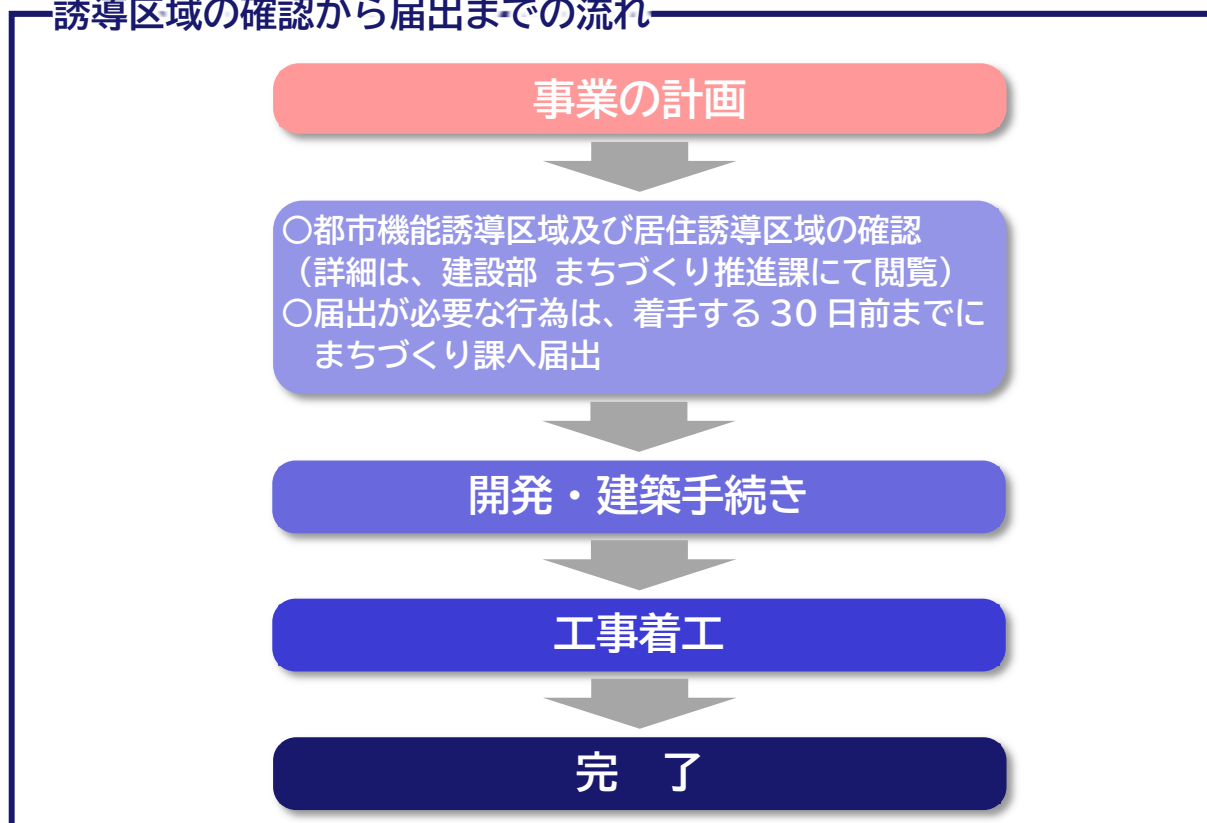 誘導区域の確認から届出までの流れ
事業の計画
○都市機能誘導区域及び居住誘導区域の確認
（詳細は、建設部 まちづくり推進課にて閲覧）
○届出が必要な行為は、着手する 30 日前までに
まちづくり課へ届出
開発・建築手続き
工事着工
完　了